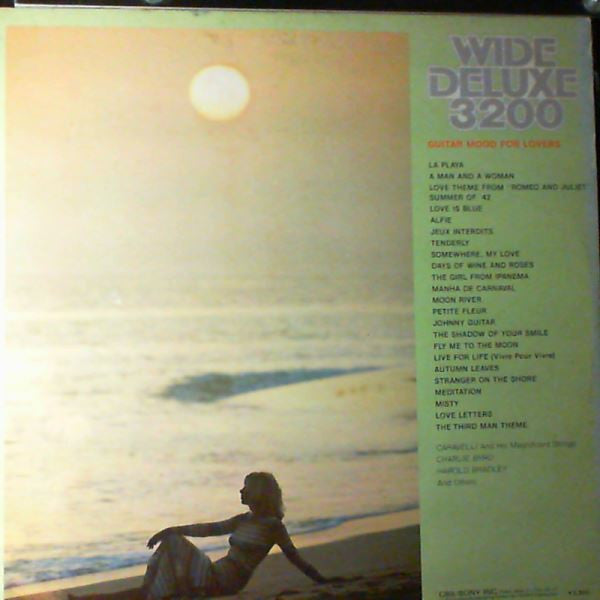 WIDE
DELUXE
3200
GUITAR MOOD FOR LOVERS
LA PLAYA
A MAN AND A WOMAN
LOVE THEME FROM "ROMEO AND JULIET"
SUMMER OF '42
LOVE IS BLUE
ALFIE
JEUX INTERDITS
TENDERLY
SOMEWHERE, MY LOVE
DAYS OF WINE AND ROSES
THE GIRL FROM IPANEMA
MANHA DE CARNAVAL
MOON RIVER
PETITE FLEUR
JOHNNY GUITAR
THE SHADOW OF YOUR SMILE
FLY ME TO THE MOON
LIVE FOR LIFE (Vivre Pour Vivre)
AUTUMN LEAVES
STRANGER ON THE SHORE
MEDITATION
MISTY
LOVE LETTERS
THE THIRD MAN THEME
CARAVELLI And His Magnificent Strings
CHARLIE BYRD
HAROLD BRADLEY
And Others
CBS/SONY INC.